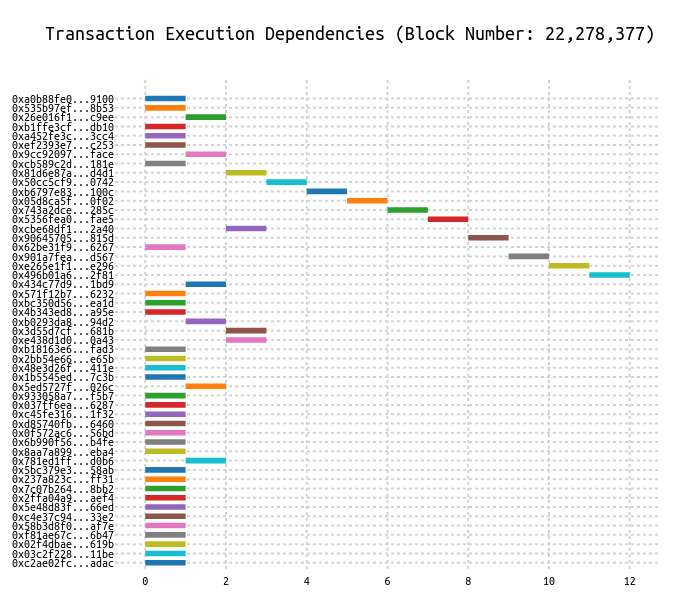 Transaction Execution Dependencies (Block Number: 22,278,377)
0xa0b88fe0...9100
0x535b97ef...8b53
0x26e016f1...c9ee
0xb1ffe3cf...db10
0xa452fe3c...3cc4
0xef2393e7...c253
0x9cc92097...face
0xcb589c2d...181e
0x81d6e87a...d4d1
0x50cc5cf9...0742
0xb6797e83...100c
0x05d8ca5f...0f02
0x743a2dce...285c
0x5356fea0...fae5
0xcbe68df1...2a40
0x90645705...815d
0x62be31f9...6267
0x901a7fea...d567
0xe265e1f1...e296
0x496b01a6...2f81
0x434c77d9...1bd9
0x571f12b7...6232
0xbc350d56...ea1d
0x4b343ed8...a95e
0xb0293da8...94d2
0x3d55d7cf...681b
0xe438d1d0...0a43
0xb18163e6...fad3
0x2bb54e66...e65b
0x48e3d26f...411e
0x1b5545ed...7c3b
0x5ed5727f...026c
0x933058a7...f5b7
0x037ff6ea...6287
0xc45fe316...1f32
0xd85740fb...6460
0x0f572ac6...56bd
0x6b990f56...b4fe
0x8aa7a899...eba4
0x781ed1ff...d0b6
0x5bc379e3...58ab
0x237a823c...ff31
0x7c07b264...8bb2
0x2ffa04a9...aef4
0x5e48d83f...66ed
0xc4e37c94...33e2
0x58b3d8f0...af7e
0xf81ae67c...6b47
0x02f4dbae...619b
0x03c2f228...11be
0xc2ae02fc...adac
0 2 4 6 8 10 12